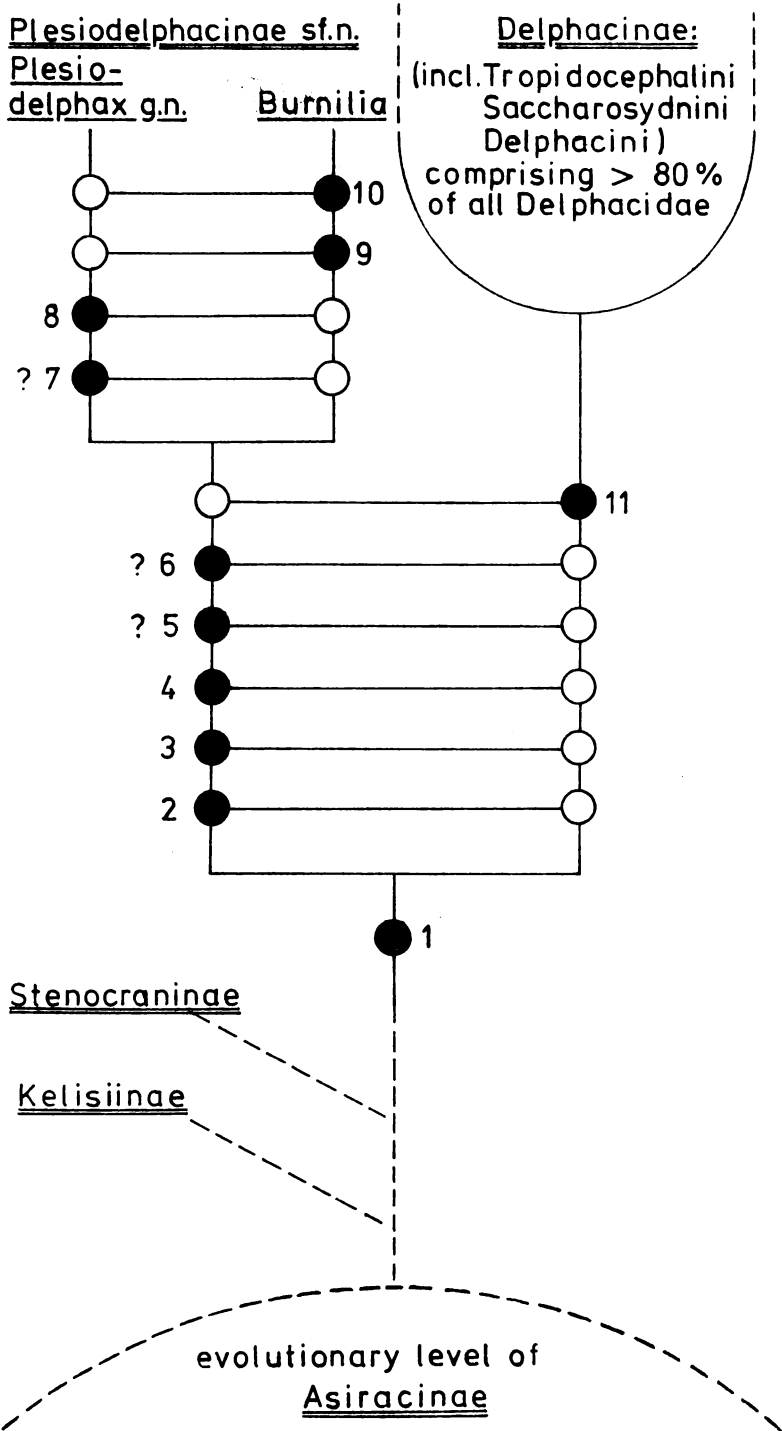 Plesiodelphacinae sf.n.
Plesio-
delphax g.n.
Burnilia
Delphacinae:
(incl.Tropidocephalini
Saccharosydnini
Delphacini)
comprising > 80%
of all Delphacidae
10
9
8
? 7
11
? 6
? 5
4
3
2
1
Stenocraninae
Kelisiinae
evolutionary level of
Asiracinae